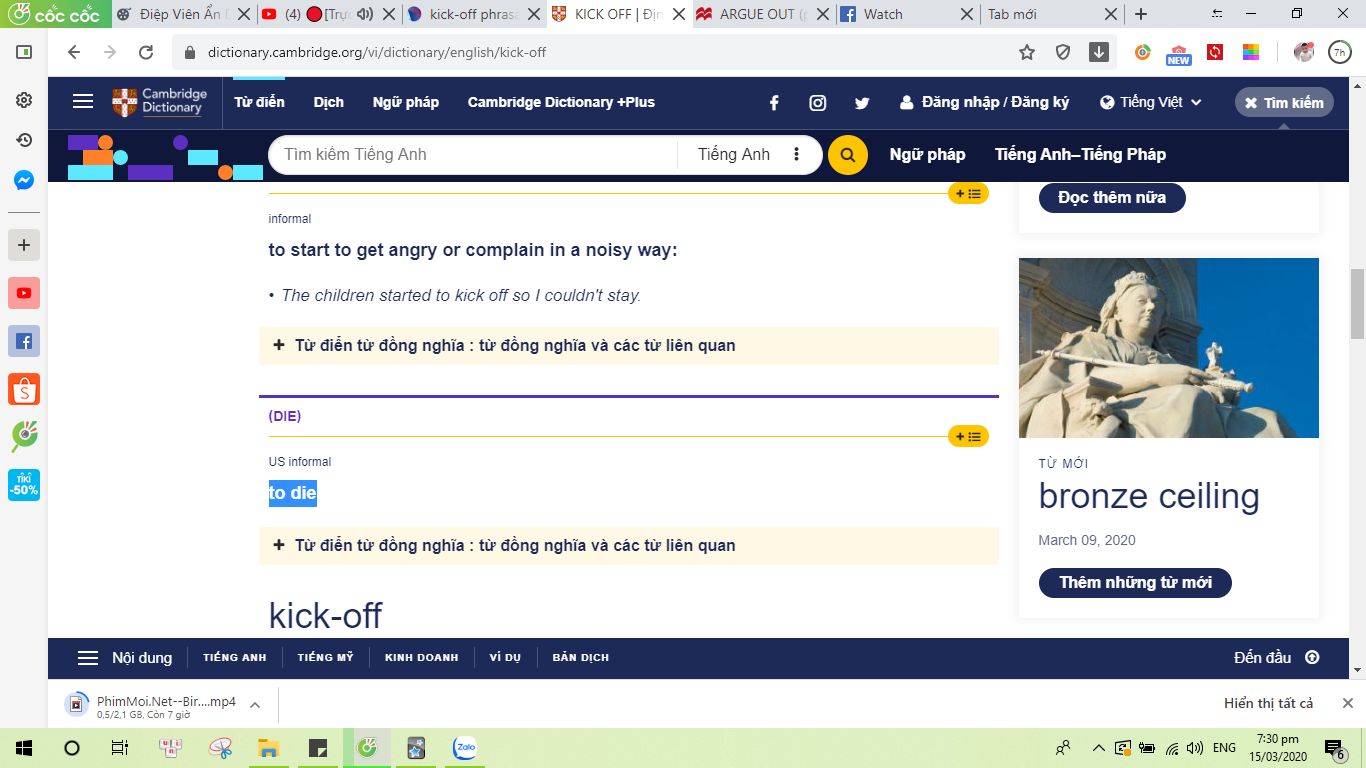 cốc cốc
Điệp Viên Ẩn D
(4) 🔴[Trực
kick-off phrasa
KICK OFF | Địn
ARGUE OUT (p
Watch
Tab mới
dictionary.cambridge.org/vi/dictionary/english/kick-off
NEW
7h
Cambridge
Dictionary
Từ điển
Dịch
Ngữ pháp
Cambridge Dictionary +Plus
Đăng nhập / Đăng ký
Tiếng Việt
Tìm kiếm
Tìm kiếm Tiếng Anh
Tiếng Anh
Ngữ pháp
Tiếng Anh–Tiếng Pháp
informal
to start to get angry or complain in a noisy way:
• The children started to kick off so I couldn't stay.
+ Từ điển từ đồng nghĩa : từ đồng nghĩa và các từ liên quan
(DIE)
US informal
to die
+ Từ điển từ đồng nghĩa : từ đồng nghĩa và các từ liên quan
kick-off
Đọc thêm nữa
TỪ MỚI
bronze ceiling
March 09, 2020
Thêm những từ mới
TIKI
-50%
Nội dung
TIẾNG ANH
TIẾNG MỸ
KINH DOANH
VÍ DỤ
BẢN DỊCH
Đến đầu
PhimMoi.Net--Bir....mp4
0,5/2,1 GB, Còn 7 giờ
Hiển thị tất cả
Zalo
ENG
7:30 pm
15/03/2020
6